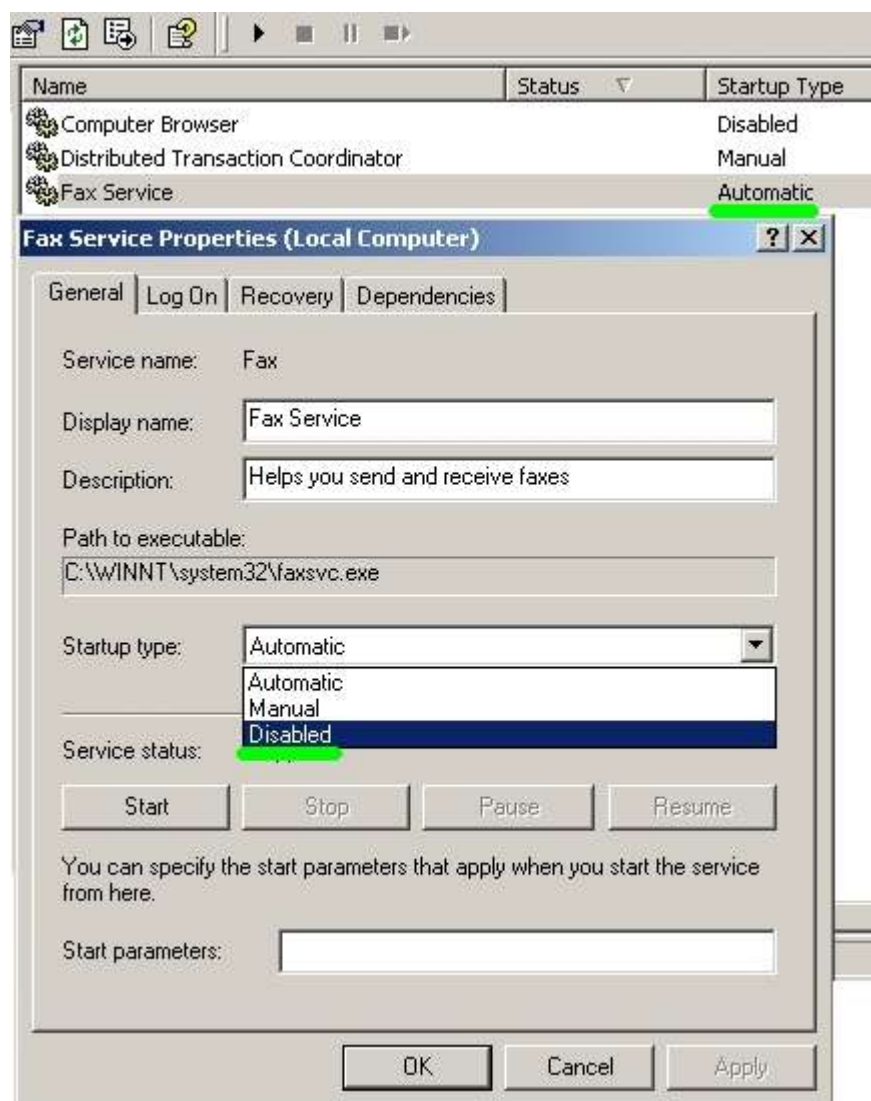 Name Status Startup Type
Computer Browser Disabled
Distributed Transaction Coordinator Manual
Fax Service Automatic
Fax Service Properties (Local Computer) ? X
General Log On Recovery Dependencies
Service name: Fax
Display name: Fax Service
Description: Helps you send and receive faxes
Path to executable:
C:\WINNT\system32\faxsvc.exe
Startup type: Automatic
Automatic
Manual
Disabled
Service status:
Start Stop Pause Resume
You can specify the start parameters that apply when you start the service
from here.
Start parameters:
OK Cancel Apply